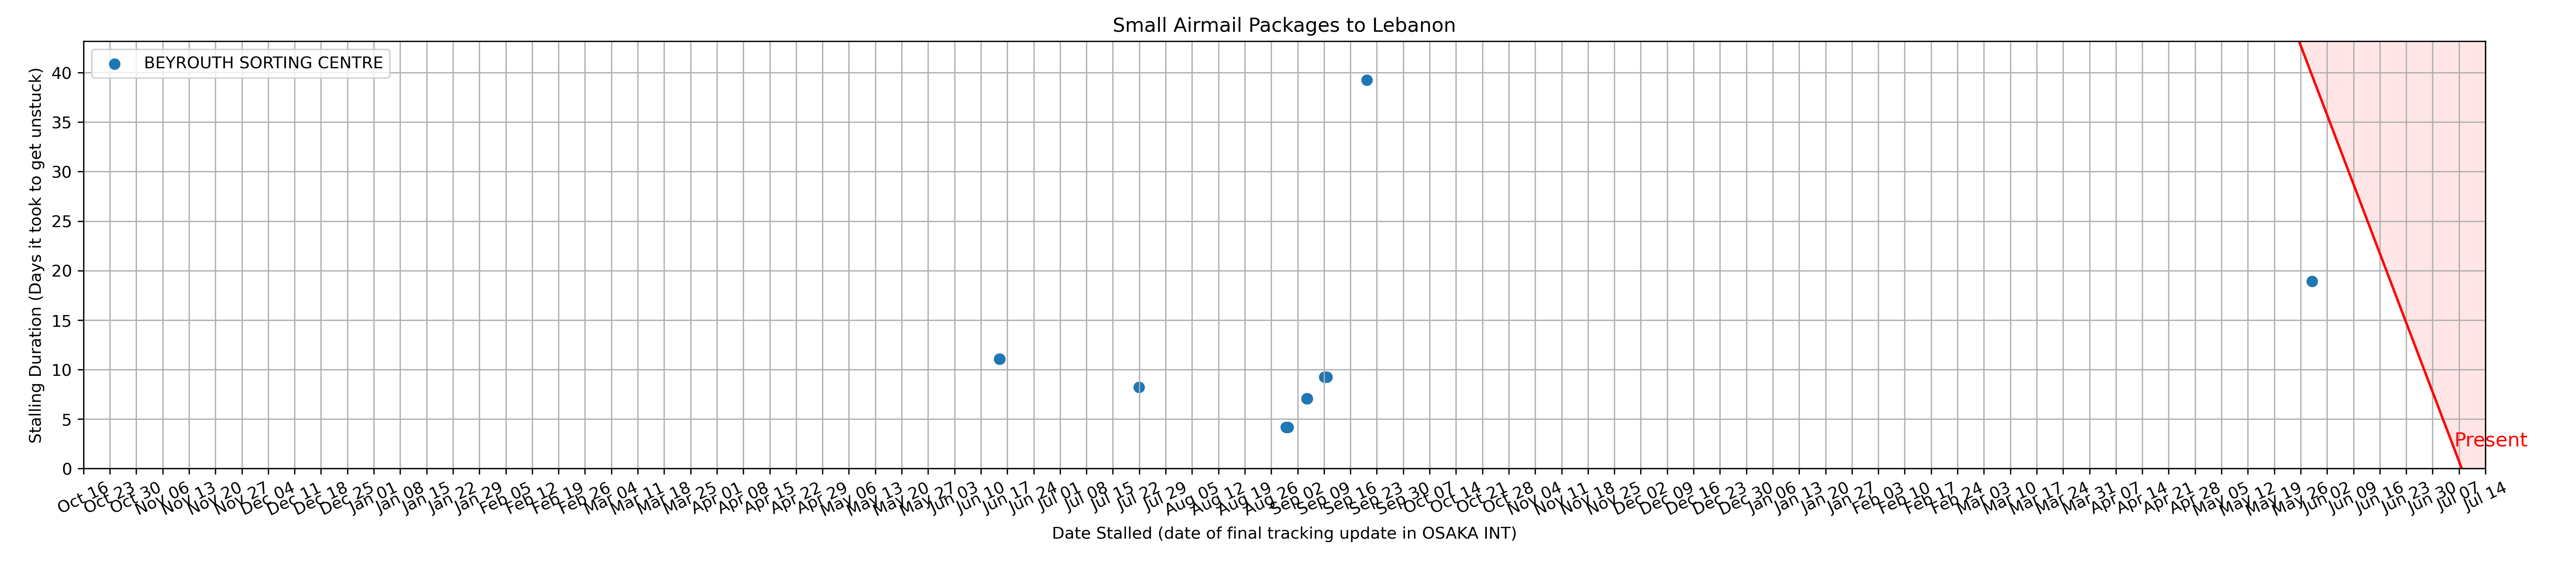 Small Airmail Packages to Lebanon
BEYROUTH SORTING CENTRE
Stalling Duration (Days it took to get unstuck)
40
35
30
25
20
15
10
5
0
Present
Oct 16 Oct 23 Oct 30 Nov 06 Nov 13 Nov 20 Nov 27 Dec 04 Dec 11 Dec 18 Dec 25 Jan 01 Jan 08 Jan 15 Jan 22 Jan 29 Feb 05 Feb 12 Feb 19 Feb 26 Mar 04 Mar 11 Mar 18 Mar 25 Apr 01 Apr 08 Apr 15 Apr 22 Apr 29 May 06 May 13 May 20 May 27 Jun 03 Jun 10 Jun 17 Jun 24 Jul 01 Jul 08 Jul 15 Jul 22 Jul 29 Aug 05 Aug 12 Aug 19 Aug 26 Sep 02 Sep 09 Sep 16 Sep 23 Sep 30 Oct 07 Oct 14 Oct 21 Oct 28 Nov 04 Nov 11 Nov 18 Nov 25 Dec 02 Dec 09 Dec 16 Dec 23 Dec 30 Jan 06 Jan 13 Jan 20 Jan 27 Feb 03 Feb 10 Feb 17 Feb 24 Mar 03 Mar 10 Mar 17 Mar 24 Mar 31 Apr 07 Apr 14 Apr 21 Apr 28 May 05 May 12 May 19 May 26 Jun 02 Jun 09 Jun 16 Jun 23 Jun 30 Jul 07 Jul 14
Date Stalled (date of final tracking update in OSAKA INT)